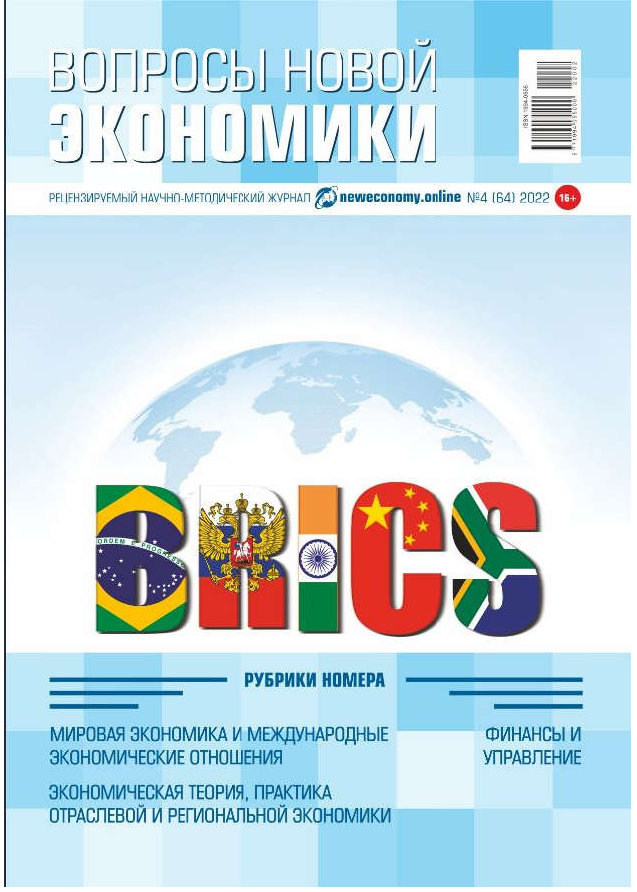 ВОПРОСЫ НОВОЙ
ЭКОНОМИКИ
ISSN 1994-0556
РЕЦЕНЗИРУЕМЫЙ НАУЧНО-МЕТОДИЧЕСКИЙ ЖУРНАЛ neweconomy.online №4 (64) 2022 16+
BRICS
ORDEM E PROGRESSO
РУБРИКИ НОМЕРА
МИРОВАЯ ЭКОНОМИКА И МЕЖДУНАРОДНЫЕ
ЭКОНОМИЧЕСКИЕ ОТНОШЕНИЯ
ФИНАНСЫ И
УПРАВЛЕНИЕ
ЭКОНОМИЧЕСКАЯ ТЕОРИЯ, ПРАКТИКА
ОТРАСЛЕВОЙ И РЕГИОНАЛЬНОЙ ЭКОНОМИКИ